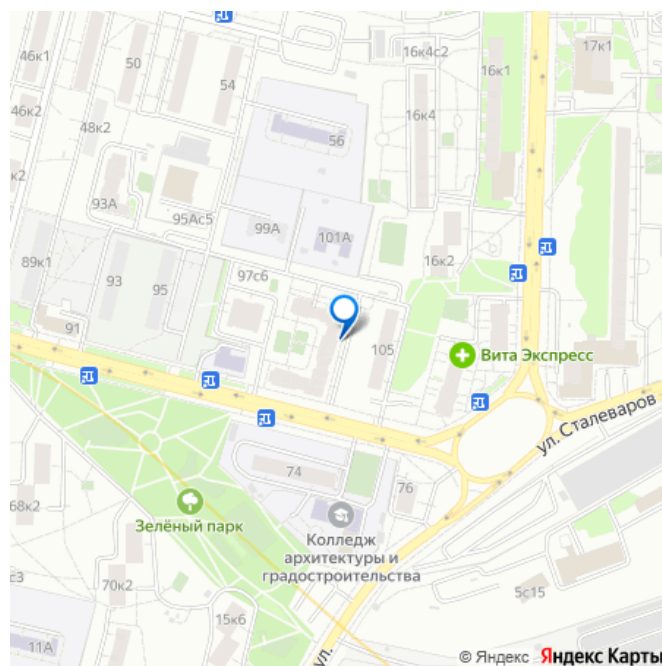 46к1
50
54
16к4с2
17к1
16к1
46к2
48к2
56
16к4
к2
93А
95Ас5
99А
101А
16к2
89к1
93
95
97с6
91
105
Вита Экспресс
ул. Сталеваров
74
76
68к2
Зелёный парк
Колледж
архитектуры и
градостроительства
с3
70к2
5с15
15к6
11А
ул.
© Яндекс Яндекс Карты